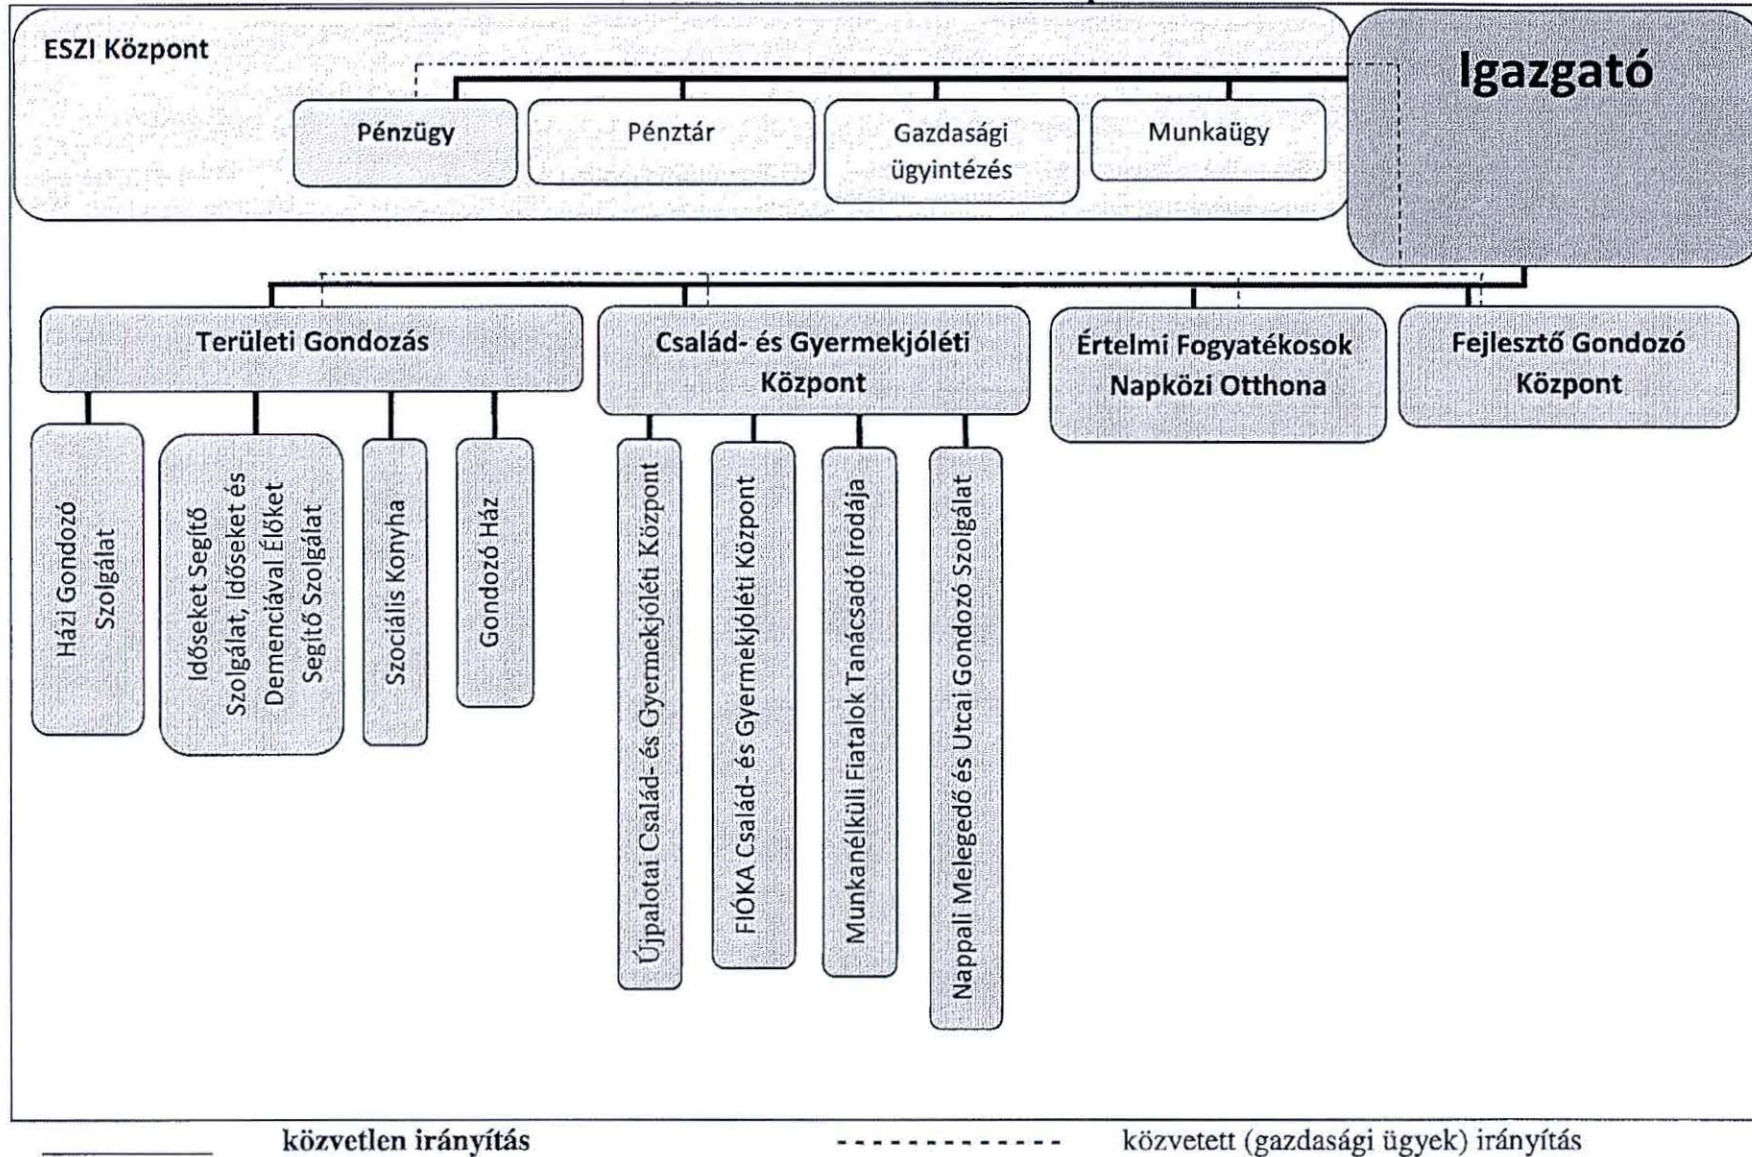 ESZI Központ
Igazgató
Pénzügy
Pénztár
Gazdasági
ügyintézés
Munkaügy
Területi Gondozás
Család- és Gyermekjóléti
Központ
Értelmi Fogyatékosok
Napközi Otthona
Fejlesztő Gondozó
Központ
Házi Gondozó
Szolgálat
Időseket Segítő
Szolgálat, Időseket és
Demenciával Élőket
Segítő Szolgálat
Szociális Konyha
Gondozó Ház
Újpalotai Család- és Gyermekjóléti Központ
FIÓKA Család- és Gyermekjóléti Központ
Munkanélküli Fiatalok Tanácsadó Irodája
Nappali Melegedő és Utcai Gondozó Szolgálat
közvetlen irányítás
közvetett (gazdasági ügyek) irányítás